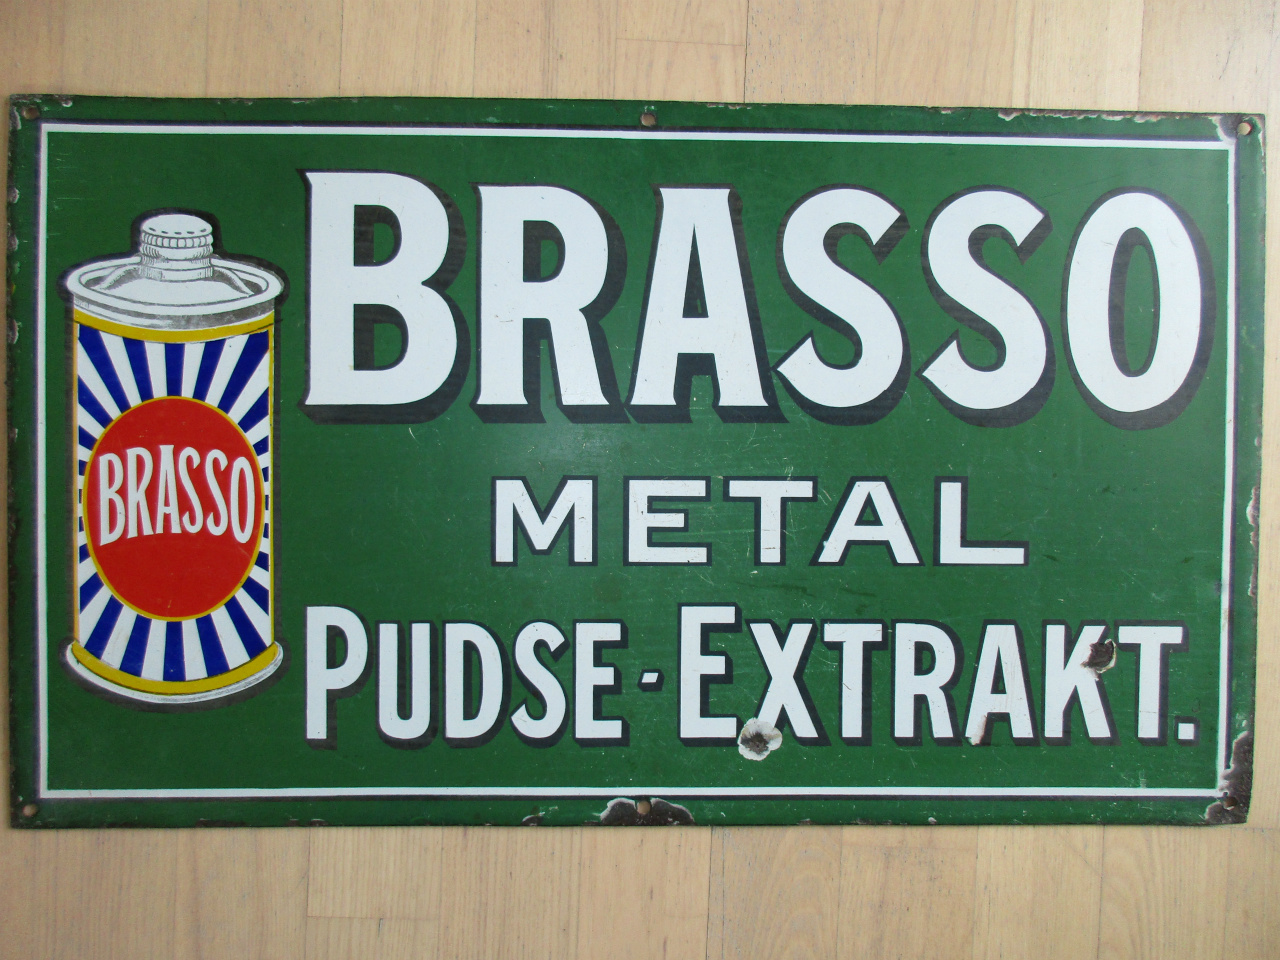 BRASSO
BRASSO
METAL
PUDSE-EXTRAKT.